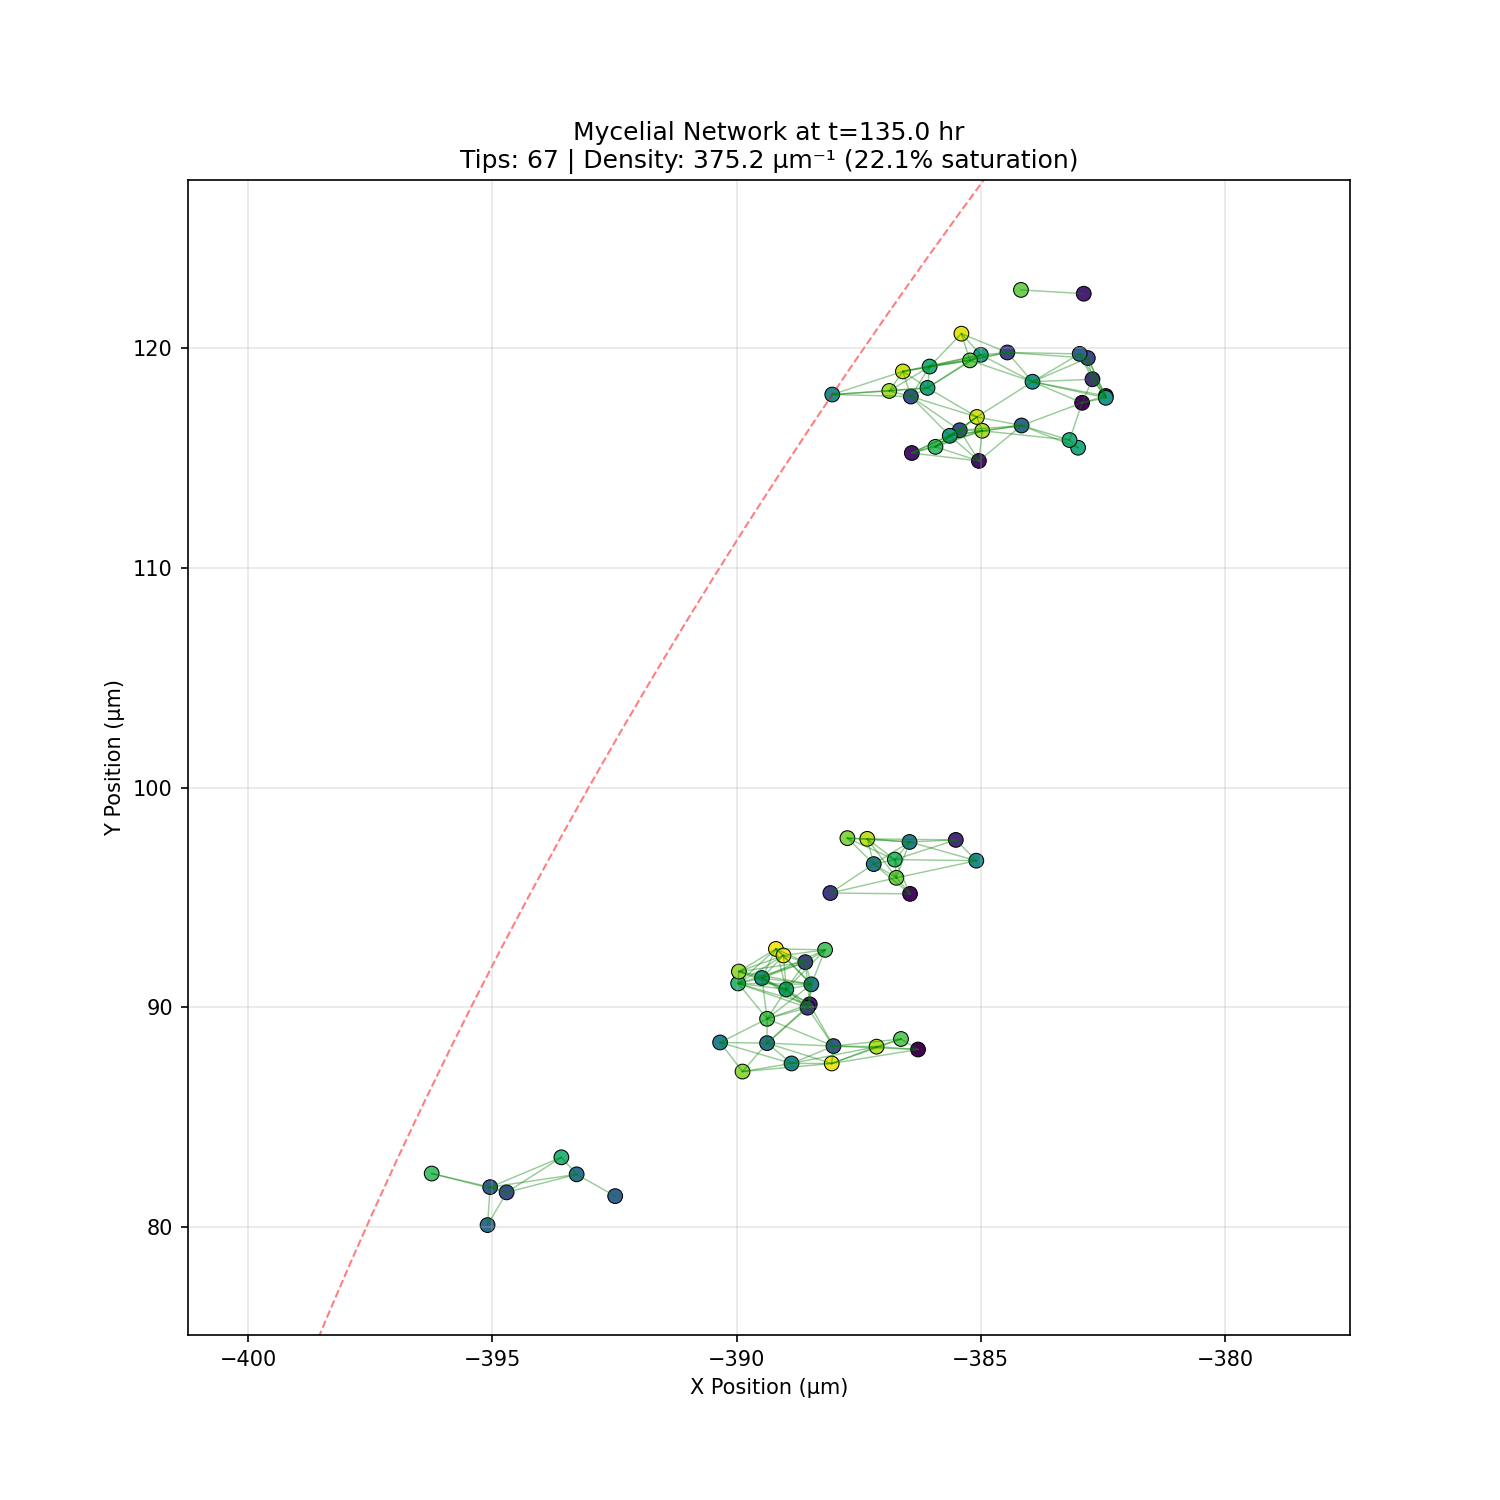 Mycelial Network at t=135.0 hr
Tips: 67 | Density: 375.2 μm⁻¹ (22.1% saturation)
120
110
100
90
80
Y Position (μm)
−400
−395
−390
−385
−380
X Position (μm)